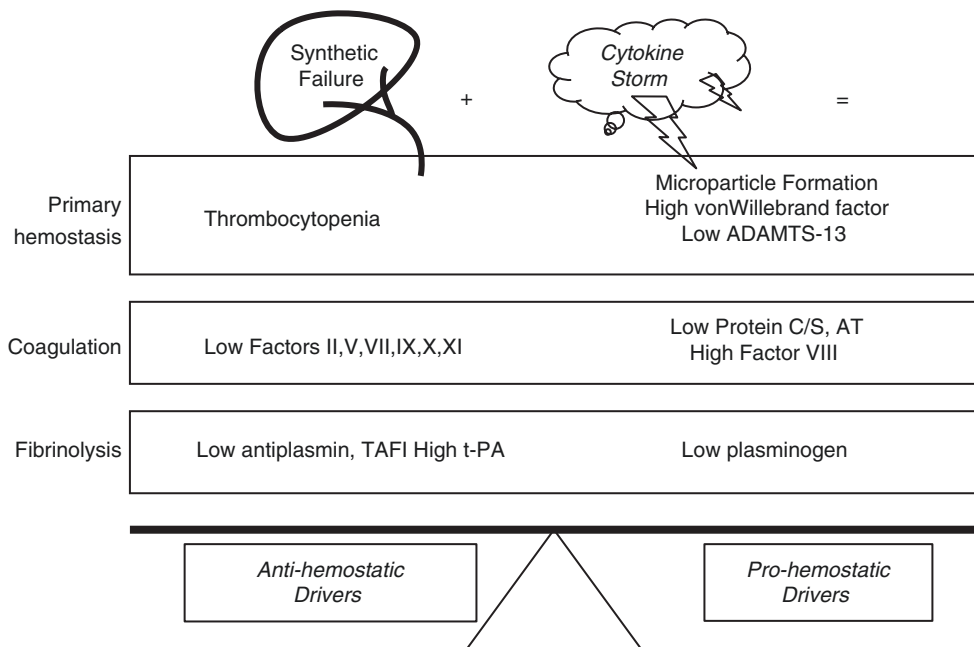 Synthetic
Failure
+
Cytokine
Storm
=
Primary
hemostasis
Thrombocytopenia
Microparticle Formation
High vonWillebrand factor
Low ADAMTS-13
Coagulation
Low Factors II,V,VII,IX,X,XI
Low Protein C/S, AT
High Factor VIII
Fibrinolysis
Low antiplasmin, TAFI High t-PA
Low plasminogen
Anti-hemostatic
Drivers
Pro-hemostatic
Drivers